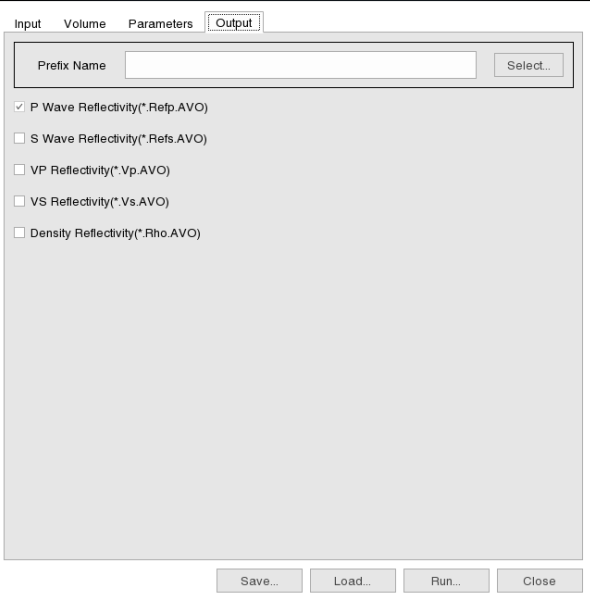 Input Volume Parameters Output
Prefix Name Select...
P Wave Reflectivity(*.Refp.AVO)
S Wave Reflectivity(*.Refs.AVO)
VP Reflectivity(*.Vp.AVO)
VS Reflectivity(*.Vs.AVO)
Density Reflectivity(*.Rho.AVO)
Save... Load... Run... Close